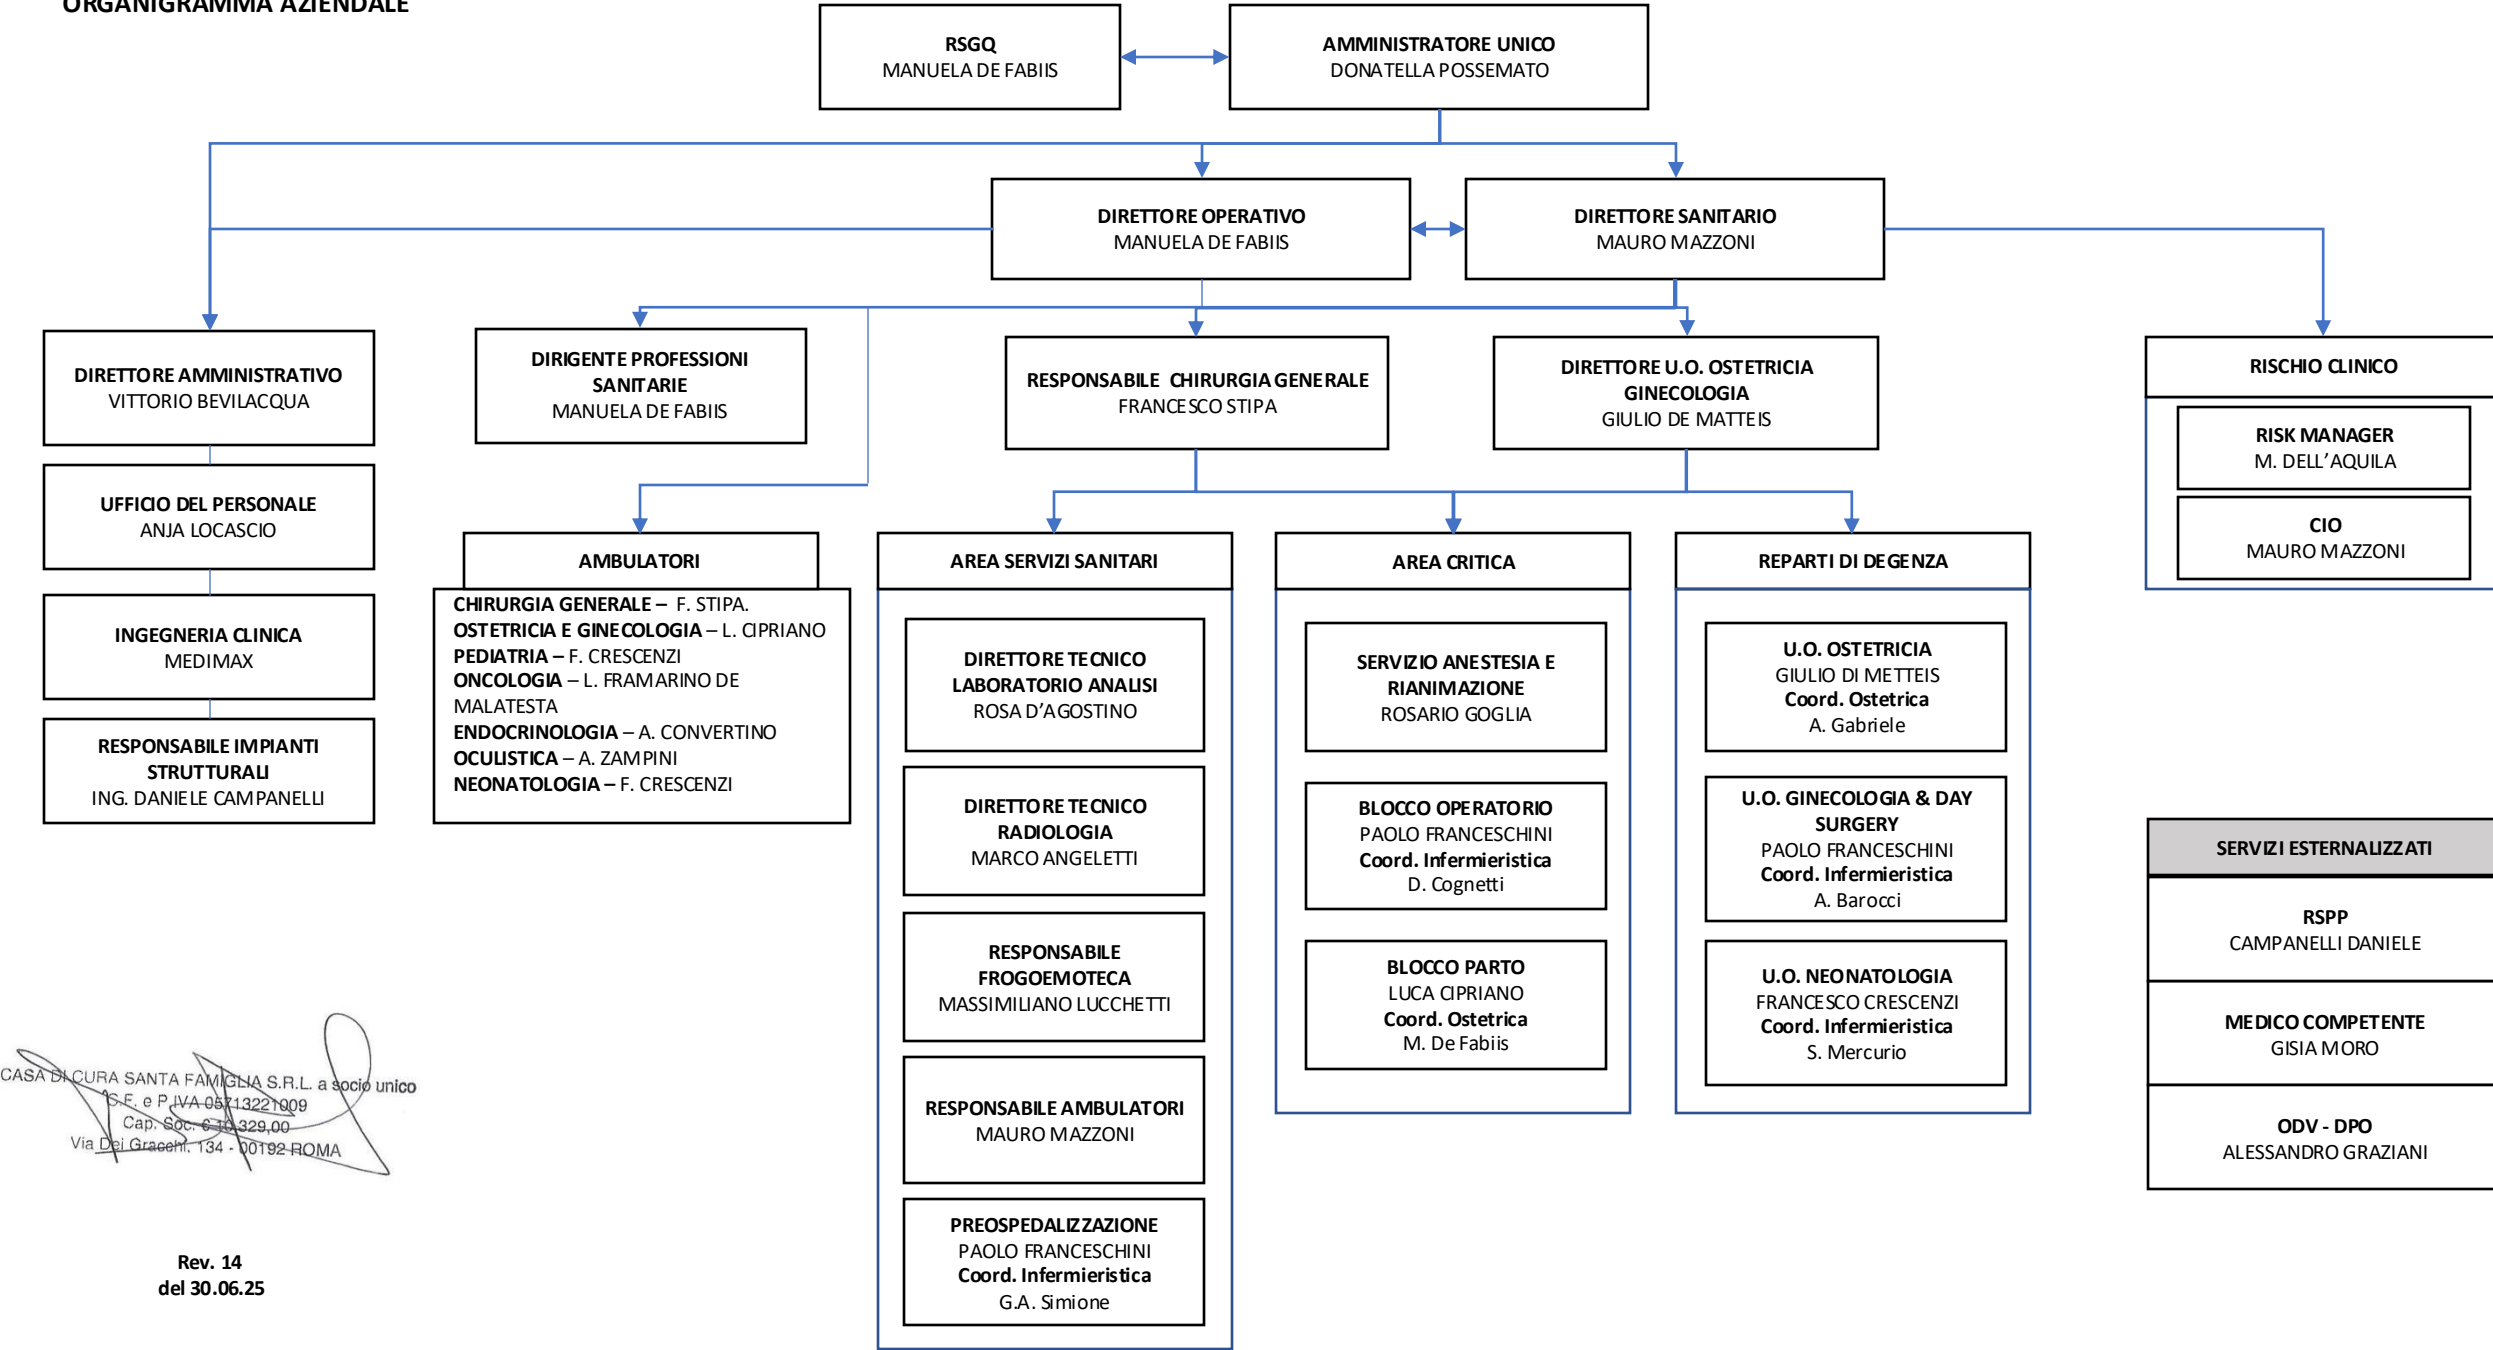 ORGANIGRAMMA AZIENDALE
RSGQ
MANUELA DE FABIIS
AMMINISTRATORE UNICO
DONATELLA POSSEMATO
DIRETTORE OPERATIVO
MANUELA DE FABIIS
DIRETTORE SANITARIO
MAURO MAZZONI
DIRETTORE AMMINISTRATIVO
VITTORIO BEVILACQUA
DIRIGENTE PROFESSIONI
SANITARIE
MANUELA DE FABIIS
RESPONSABILE CHIRURGIA GENERALE
FRANCESCO STIPA
DIRETTORE U.O. OSTETRICIA
GINECOLOGIA
GIULIO DE MATTEIS
RISCHIO CLINICO
RISK MANAGER
M. DELL'AQUILA
CIO
MAURO MAZZONI
UFFICIO DEL PERSONALE
ANJA LOCASCIO
INGEGNERIA CLINICA
MEDIMAX
RESPONSABILE IMPIANTI
STRUTTURALI
ING. DANIELE CAMPANELLI
AMBULATORI
CHIRURGIA GENERALE – F. STIPA.
OSTETRICIA E GINECOLOGIA – L. CIPRIANO
PEDIATRIA – F. CRESCENZI
ONCOLOGIA – L. FRAMARINO DE
MALATESTA
ENDOCRINOLOGIA – A. CONVERTINO
OCULISTICA – A. ZAMPINI
NEONATOLOGIA – F. CRESCENZI
AREA SERVIZI SANITARI
DIRETTORE TECNICO
LABORATORIO ANALISI
ROSA D'AGOSTINO
DIRETTORE TECNICO
RADIOLOGIA
MARCO ANGELETTI
RESPONSABILE
FROGOEMOTECA
MASSIMILIANO LUCCHETTI
RESPONSABILE AMBULATORI
MAURO MAZZONI
PREOSPEDALIZZAZIONE
PAOLO FRANCESCHINI
Coord. Infermieristica
G.A. Simione
AREA CRITICA
SERVIZIO ANESTESIA E
RIANIMAZIONE
ROSARIO GOGLIA
BLOCCO OPERATORIO
PAOLO FRANCESCHINI
Coord. Infermieristica
D. Cognetti
BLOCCO PARTO
LUCA CIPRIANO
Coord. Ostetrica
M. De Fabiis
REPARTI DI DEGENZA
U.O. OSTETRICIA
GIULIO DI METTEIS
Coord. Ostetrica
A. Gabriele
U.O. GINECOLOGIA & DAY
SURGERY
PAOLO FRANCESCHINI
Coord. Infermieristica
A. Barocci
U.O. NEONATOLOGIA
FRANCESCO CRESCENZI
Coord. Infermieristica
S. Mercurio
SERVIZI ESTERNALIZZATI
RSPP
CAMPANELLI DANIELE
MEDICO COMPETENTE
GISIA MORO
ODV - DPO
ALESSANDRO GRAZIANI
CASA DI CURA SANTA FAMIGLIA S.R.L. a socio unico
C.F. e P.IVA 05713221009
Cap. Soc. € 10.329,00
Via Dei Gracchi, 134 - 00192 ROMA
Rev. 14
del 30.06.25